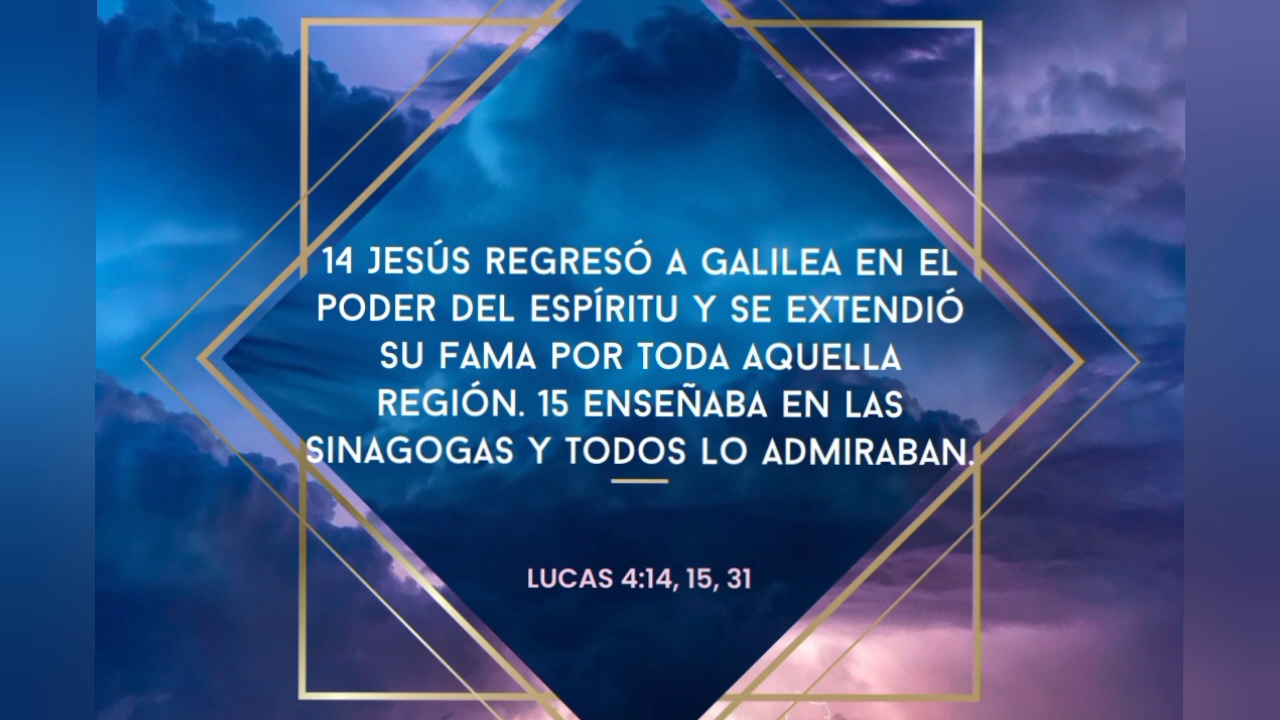 14 JESÚS REGRESÓ A GALILEA EN EL
PODER DEL ESPÍRITU Y SE EXTENDIÓ
SU FAMA POR TODA AQUELLA
REGIÓN. 15 ENSEÑABA EN LAS
SINAGOGAS Y TODOS LO ADMIRABAN.
LUCAS 4:14, 15, 31